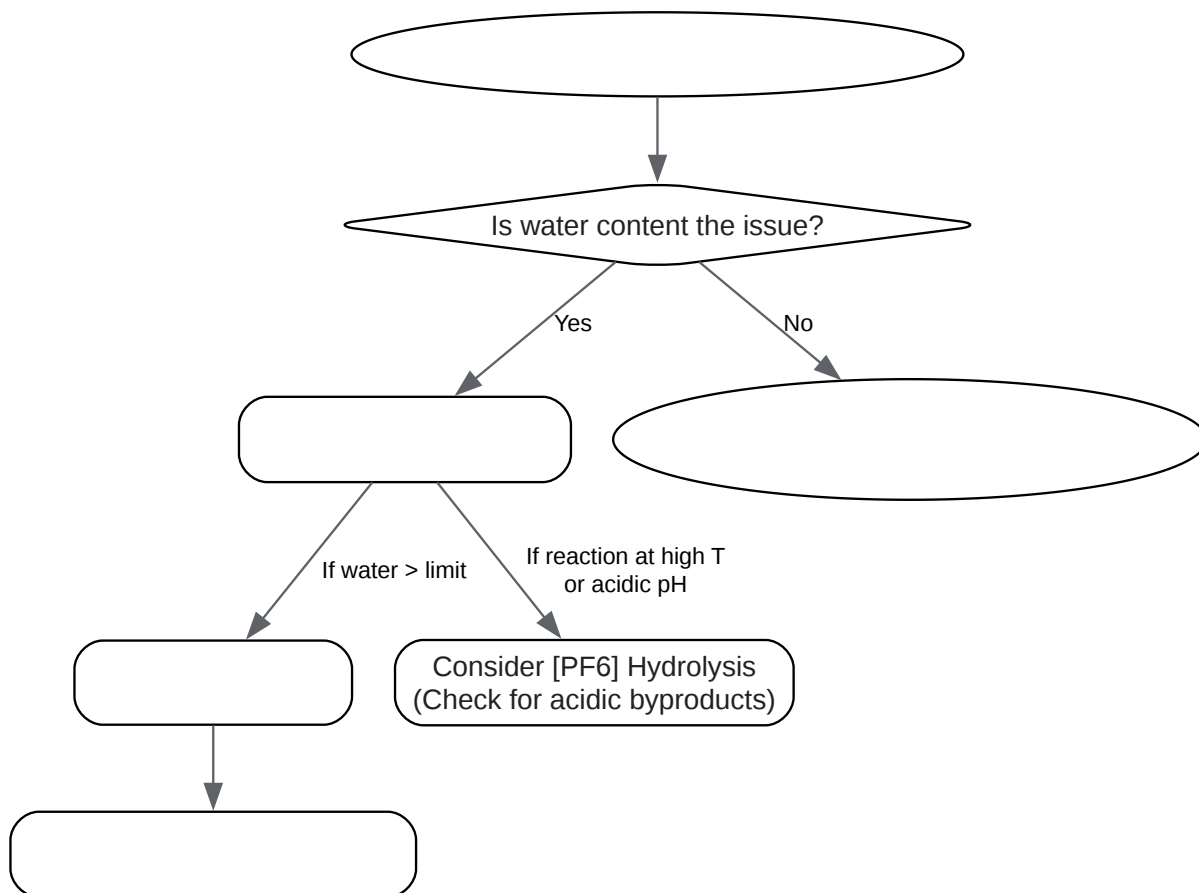 Is water content the issue?
Yes
No
If water > limit
If reaction at high T
or acidic pH
Consider [PF6] Hydrolysis
(Check for acidic byproducts)